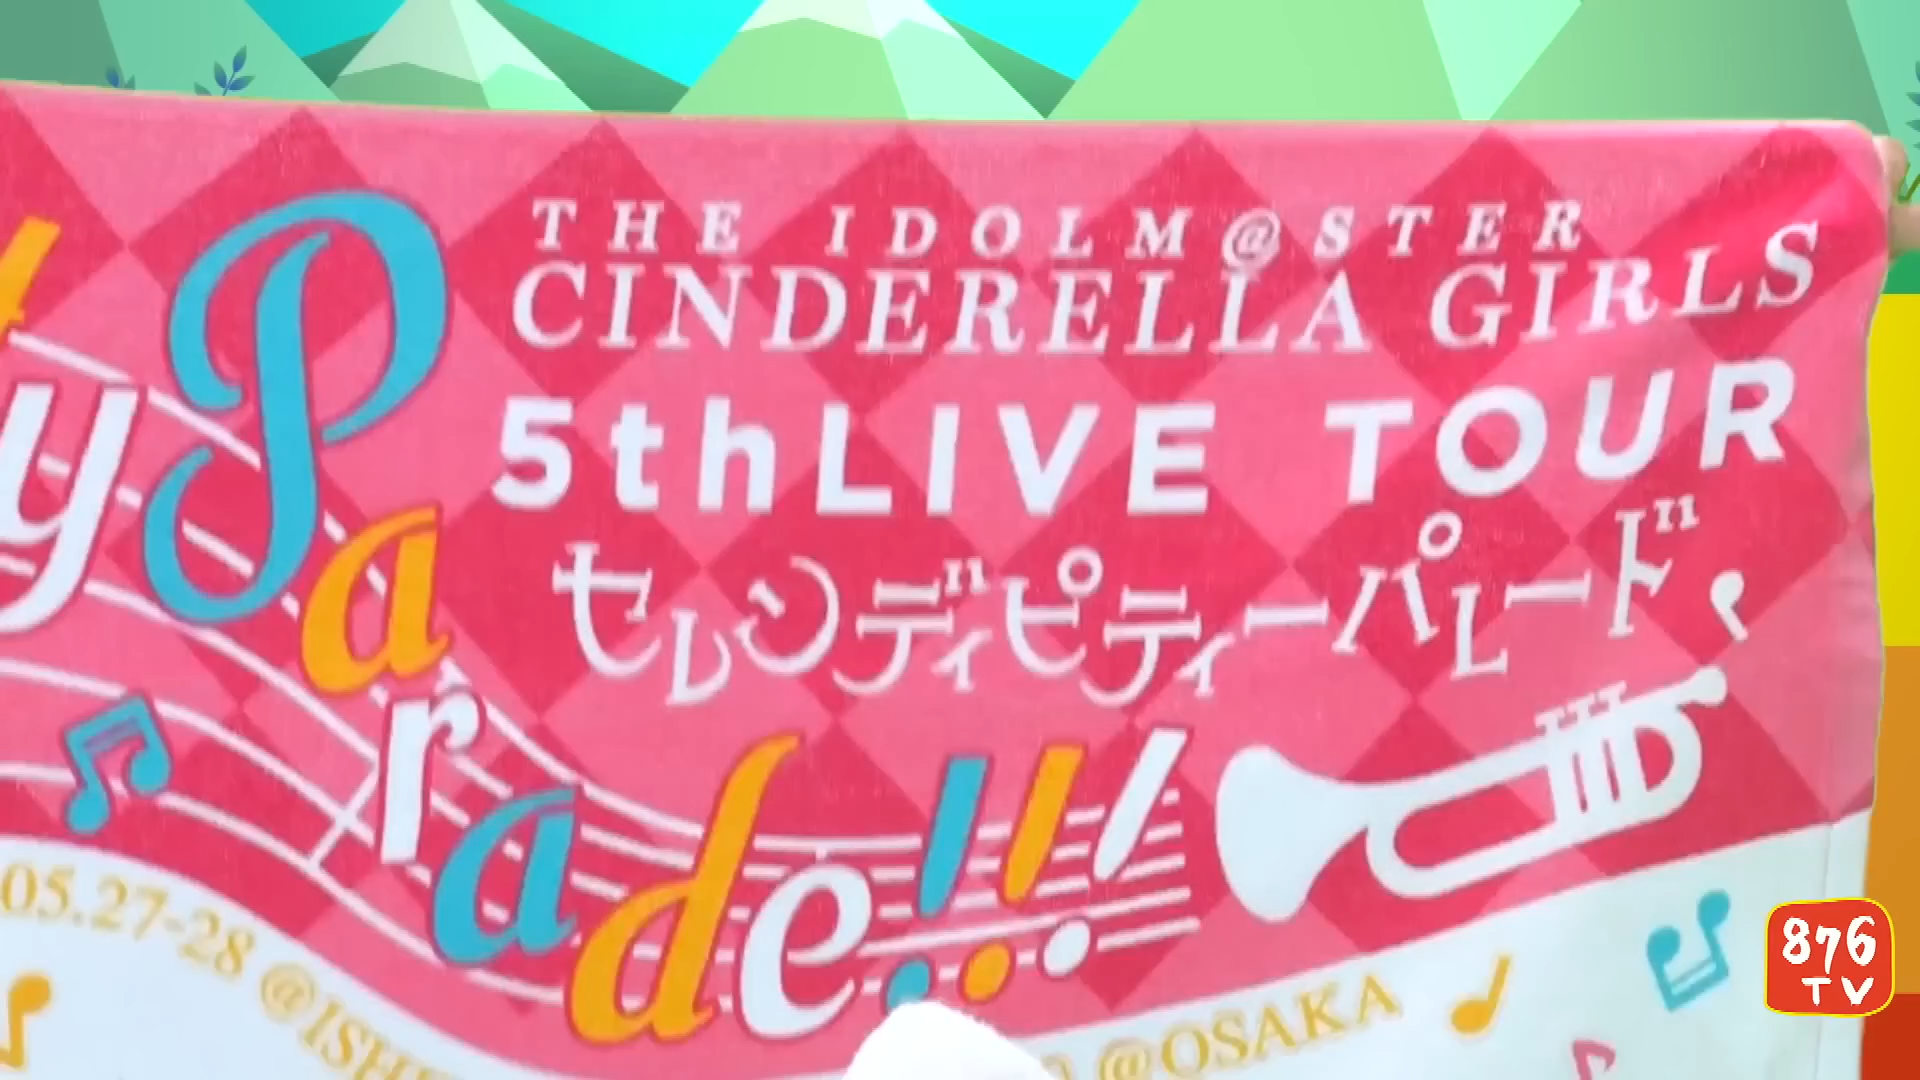 THE IDOLM@STER
CINDERELLA GIRLS
5thLIVE TOUR
セレンディピティーパレード
y Parade!!!
05.27-28 @ISHI
@OSAKA
876
TV